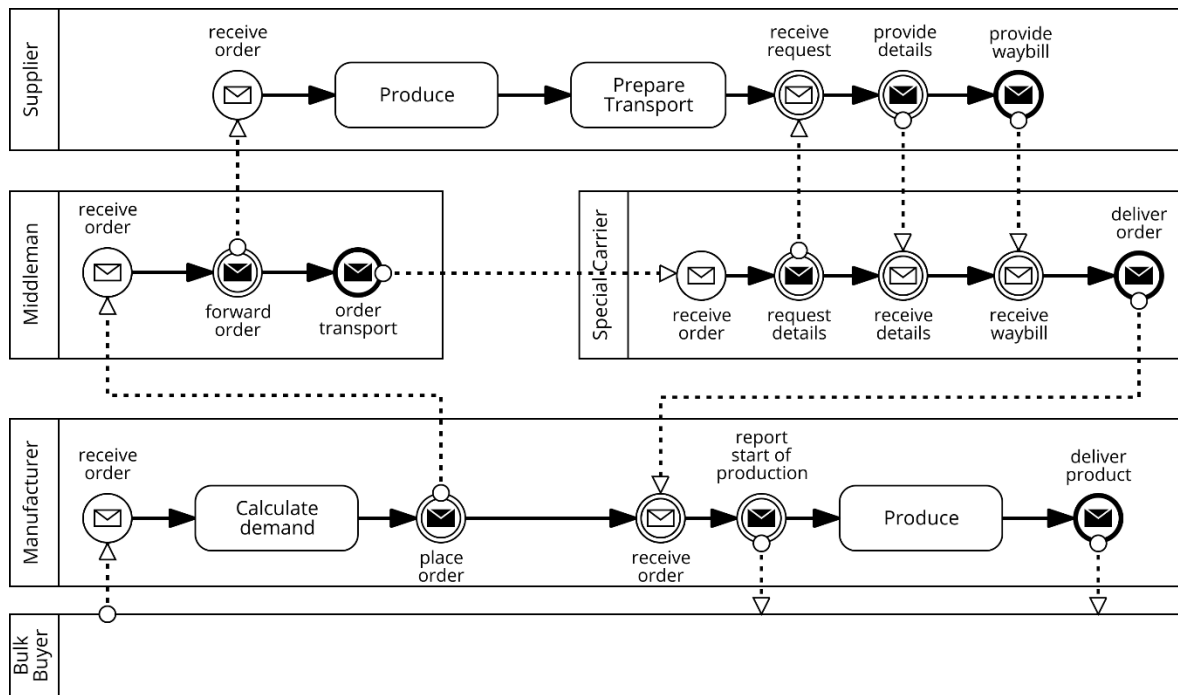 Supplier
receive
order
Produce
Prepare
Transport
receive
request
provide
details
provide
waybill
Middleman
receive
order
forward
order
order
transport
Special Carrier
receive
order
request
details
receive
details
receive
waybill
deliver
order
Manufacturer
receive
order
Calculate
demand
place
order
receive
order
report
start of
production
Produce
deliver
product
Bulk
Buyer